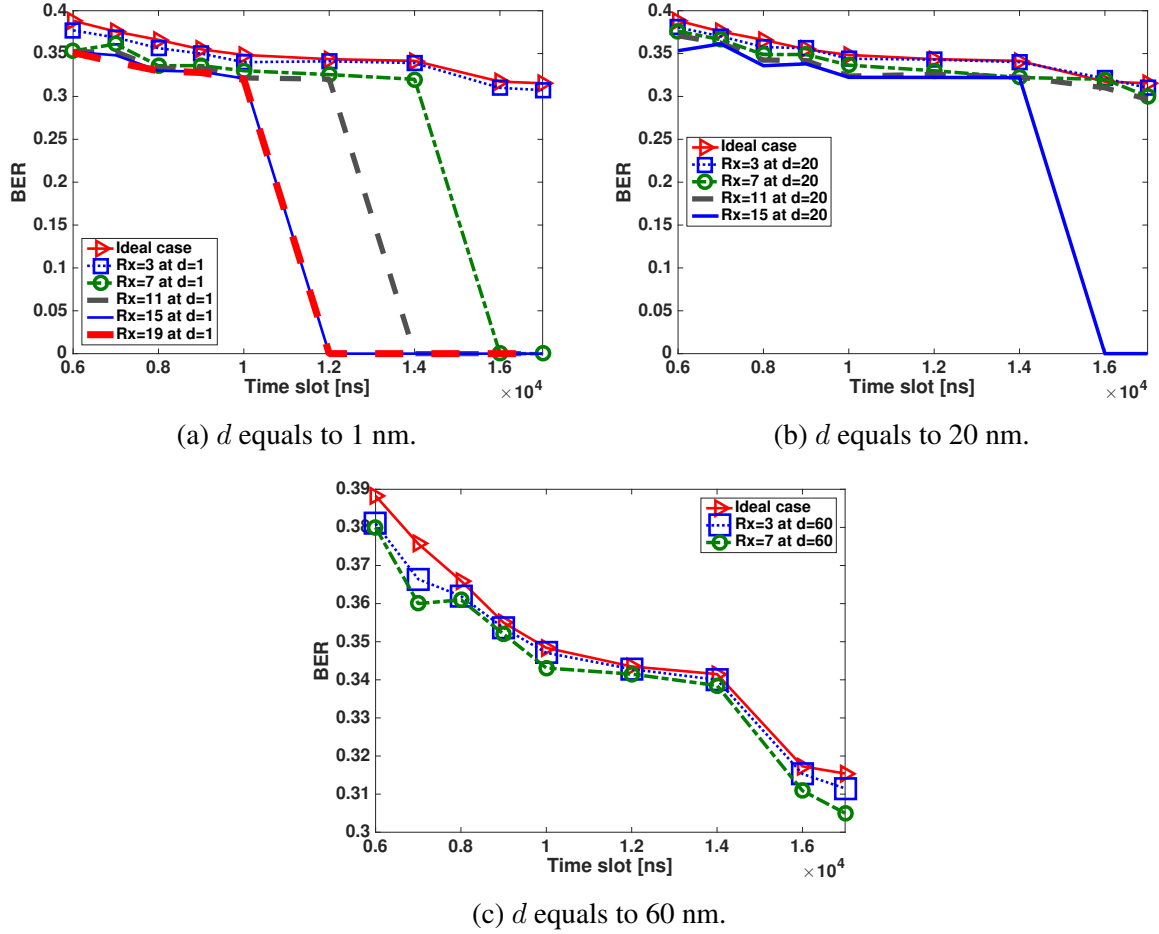 0.4
0.35
0.3
0.25
0.2
0.15
0.1
0.05
0
BER
Ideal case
Rx=3 at d=1
Rx=7 at d=1
Rx=11 at d=1
Rx=15 at d=1
Rx=19 at d=1
0.6 0.8 1 1.2 1.4 1.6
Time slot [ns]
×10⁴
(a) d equals to 1 nm.
0.4
0.35
0.3
0.25
0.2
0.15
0.1
0.05
0
BER
Ideal case
Rx=3 at d=20
Rx=7 at d=20
Rx=11 at d=20
Rx=15 at d=20
0.6 0.8 1 1.2 1.4 1.6
Time slot [ns]
×10⁴
(b) d equals to 20 nm.
0.39
0.38
0.37
0.36
0.35
0.34
0.33
0.32
0.31
0.3
BER
Ideal case
Rx=3 at d=60
Rx=7 at d=60
0.6 0.8 1 1.2 1.4 1.6
Time slot [ns]
×10⁴
(c) d equals to 60 nm.